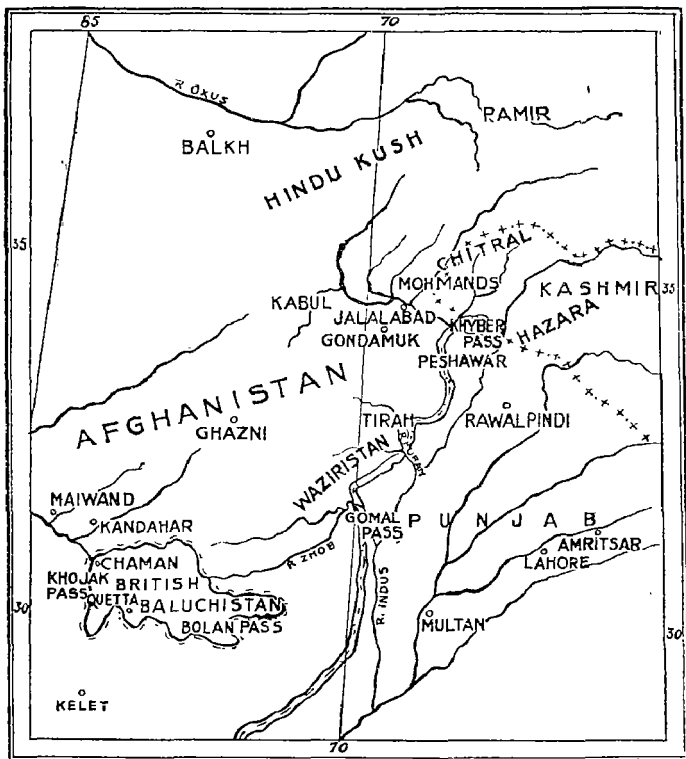 65
70
R OXUS
PAMIR
BALKH
HINDU KUSH
35
CHITRAL
MOHMANDS
KASHMIR
35
KABUL
JALALABAD
KHYBER
PASS
HAZARA
GONDAMUK
PESHAWAR
AFGHANISTAN
TIRAH
RAWALPINDI
GHAZNI
WAZIRISTAN
MAIWAND
KANDAHAR
GOMAL
PASS
PUNJAB
AMRITSAR
LAHORE
R ZHOB
CHAMAN
KHOJAK
PASS
BRITISH
QUETTA
BALUCHISTAN
R. INDUS
30
BOLAN PASS
MULTAN
30
KELET
70